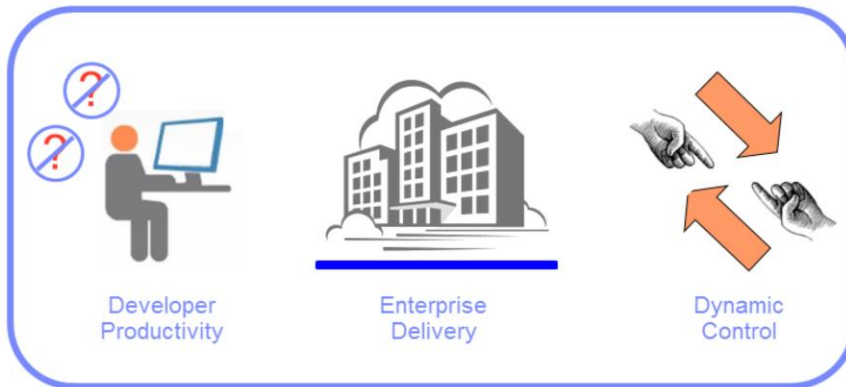 ?
?
Developer
Productivity
Enterprise
Delivery
Dynamic
Control